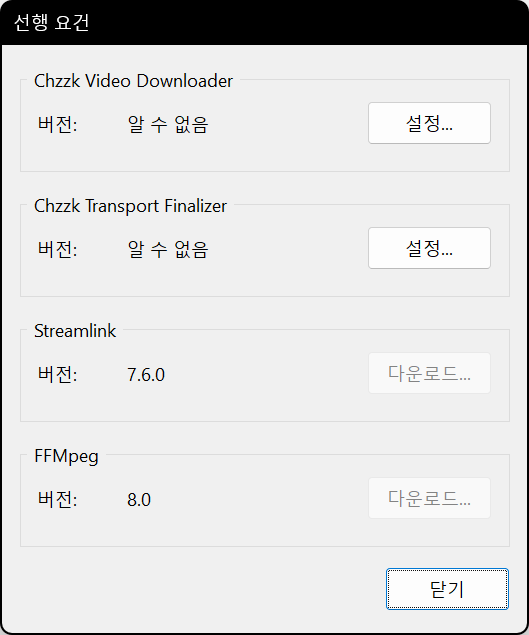 선행 요건
Chzzk Video Downloader
버전: 알 수 없음 설정...
Chzzk Transport Finalizer
버전: 알 수 없음 설정...
Streamlink
버전: 7.6.0 다운로드...
FFMpeg
버전: 8.0 다운로드...
닫기